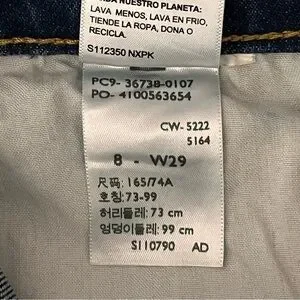 DA NUESTRO PLANETA:
LAVA MENOS, LAVA EN FRIO,
TIENDE LA ROPA, DONA O
RECICLA.
S112350 NXPK
PC9- 36738-0107
PO- 4100563654
CW-5222
5164
8 - W29
尺码: 165/74A
호칭: 73-99
허리둘레: 73 cm
엉덩이둘레: 99 cm
S110790 AD